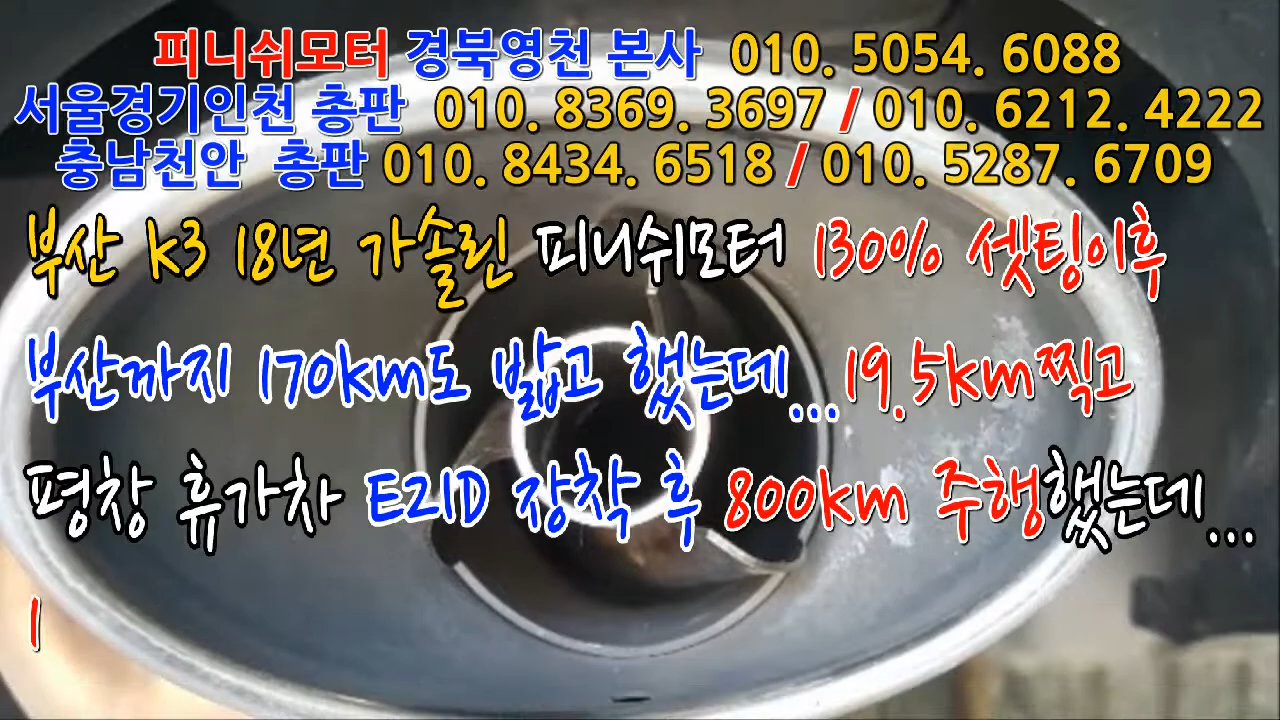 피니쉬모터 경북영천 본사 010. 5054. 6088
서울경기인천 총판 010. 8369. 3697 / 010. 6212. 4222
충남천안 총판 010. 8434. 6518 / 010. 5287. 6709
부산 K3 18년 가솔린 피니쉬모터 130% 셋팅이후
부산까지 170km도 밟고 했는데...19.5km찍고
평창 휴가차 E21D 장착 후 800km 주행했는데...
1